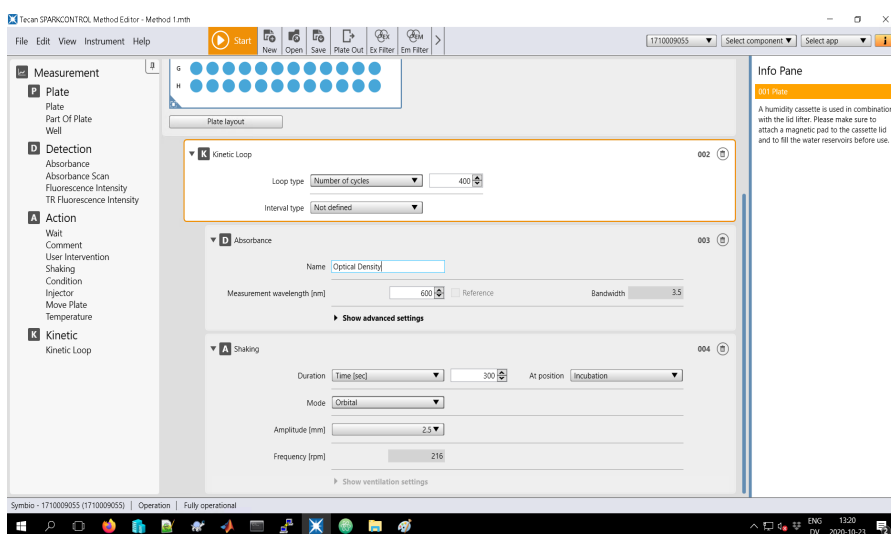 Tecan SPARKCONTROL Method Editor - Method 1.mth
File Edit View Instrument Help
Start
New Open Save Plate Out Ex Filter Em Filter
1710009055 Select component Select app
Measurement
P Plate
Plate
Part Of Plate
Well
D Detection
Absorbance
Absorbance Scan
Fluorescence Intensity
TR Fluorescence Intensity
A Action
Wait
Comment
User Intervention
Shaking
Condition
Injector
Move Plate
Temperature
K Kinetic
Kinetic Loop
G
H
Plate layout
K Kinetic Loop 002
Loop type Number of cycles 400
Interval type Not defined
D Absorbance 003
Name Optical Density
Measurement wavelength [nm] 600 Reference Bandwidth 3.5
Show advanced settings
A Shaking 004
Duration Time [sec] 300 At position Incubation
Mode Orbital
Amplitude [mm] 2.5
Frequency [rpm] 216
Show ventilation settings
Info Pane
001 Plate
A humidity cassette is used in combination
with the lid lifter. Please make sure to
attach a magnetic pad to the cassette lid
and to fill the water reservoirs before use.
Symbio - 1710009055 (1710009055) | Operation | Fully operational
ENG 13:20
DV 2020-10-23